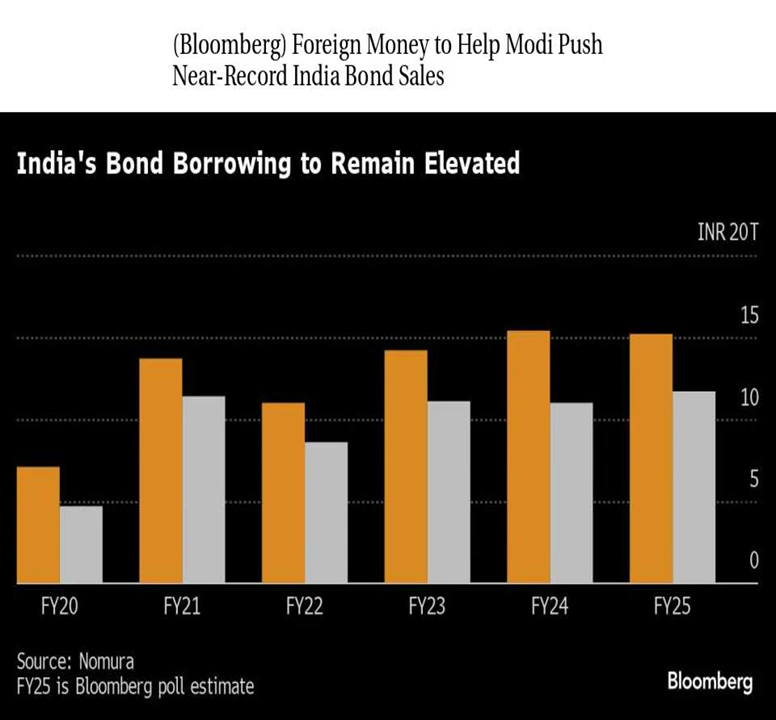 (Bloomberg) Foreign Money to Help Modi Push
Near-Record India Bond Sales
India's Bond Borrowing to Remain Elevated
INR 20T
15
10
5
0
FY20 FY21 FY22 FY23 FY24 FY25
Source: Nomura
FY25 is Bloomberg poll estimate
Bloomberg